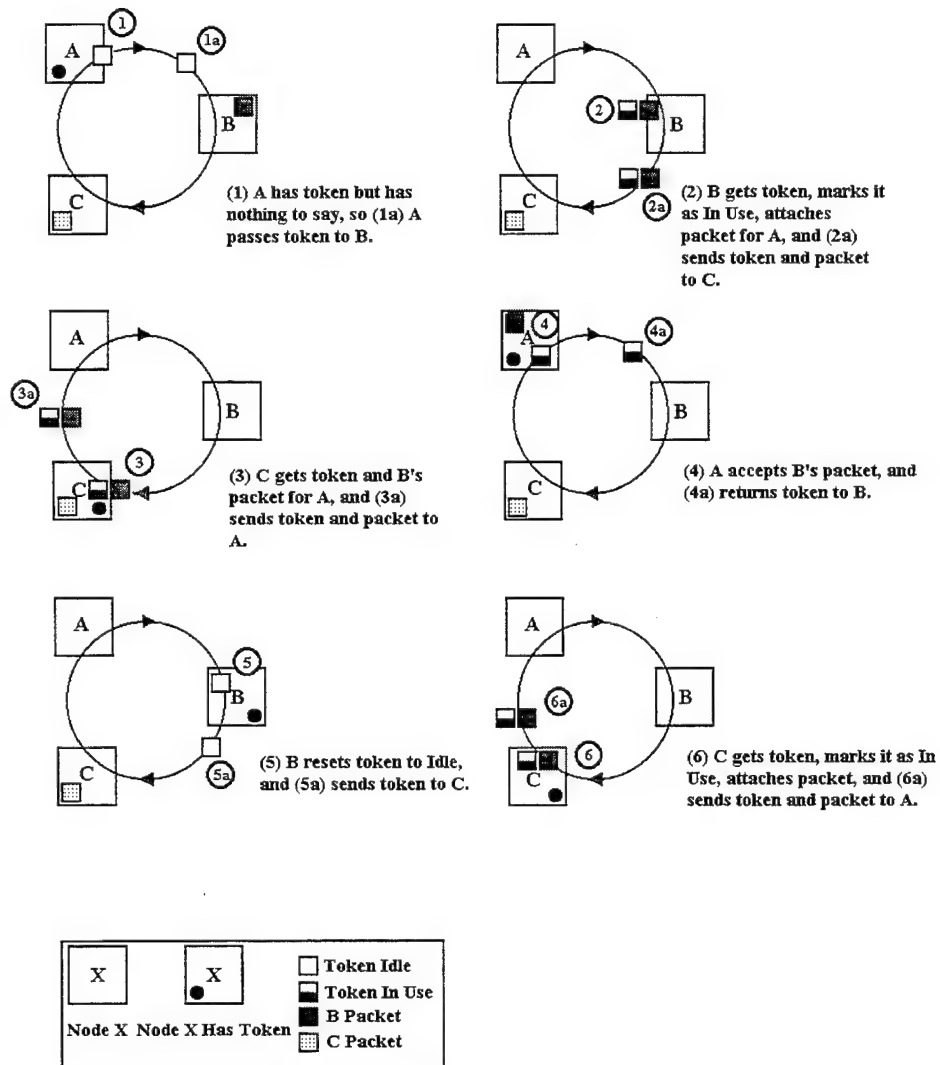 1
1a
A
B
C
(1) A has token but has
nothing to say, so (1a) A
passes token to B.
A
2
B
2a
C
(2) B gets token, marks it
as In Use, attaches
packet for A, and (2a)
sends token and packet
to C.
A
3a
B
3
C
(3) C gets token and B's
packet for A, and (3a)
sends token and packet to
A.
4
4a
A
B
C
(4) A accepts B's packet, and
(4a) returns token to B.
A
5
B
C
5a
(5) B resets token to Idle,
and (5a) sends token to C.
A
B
6a
6
C
(6) C gets token, marks it as In
Use, attaches packet, and (6a)
sends token and packet to A.
X
X
Node X
Node X Has Token
Token Idle
Token In Use
B Packet
C Packet